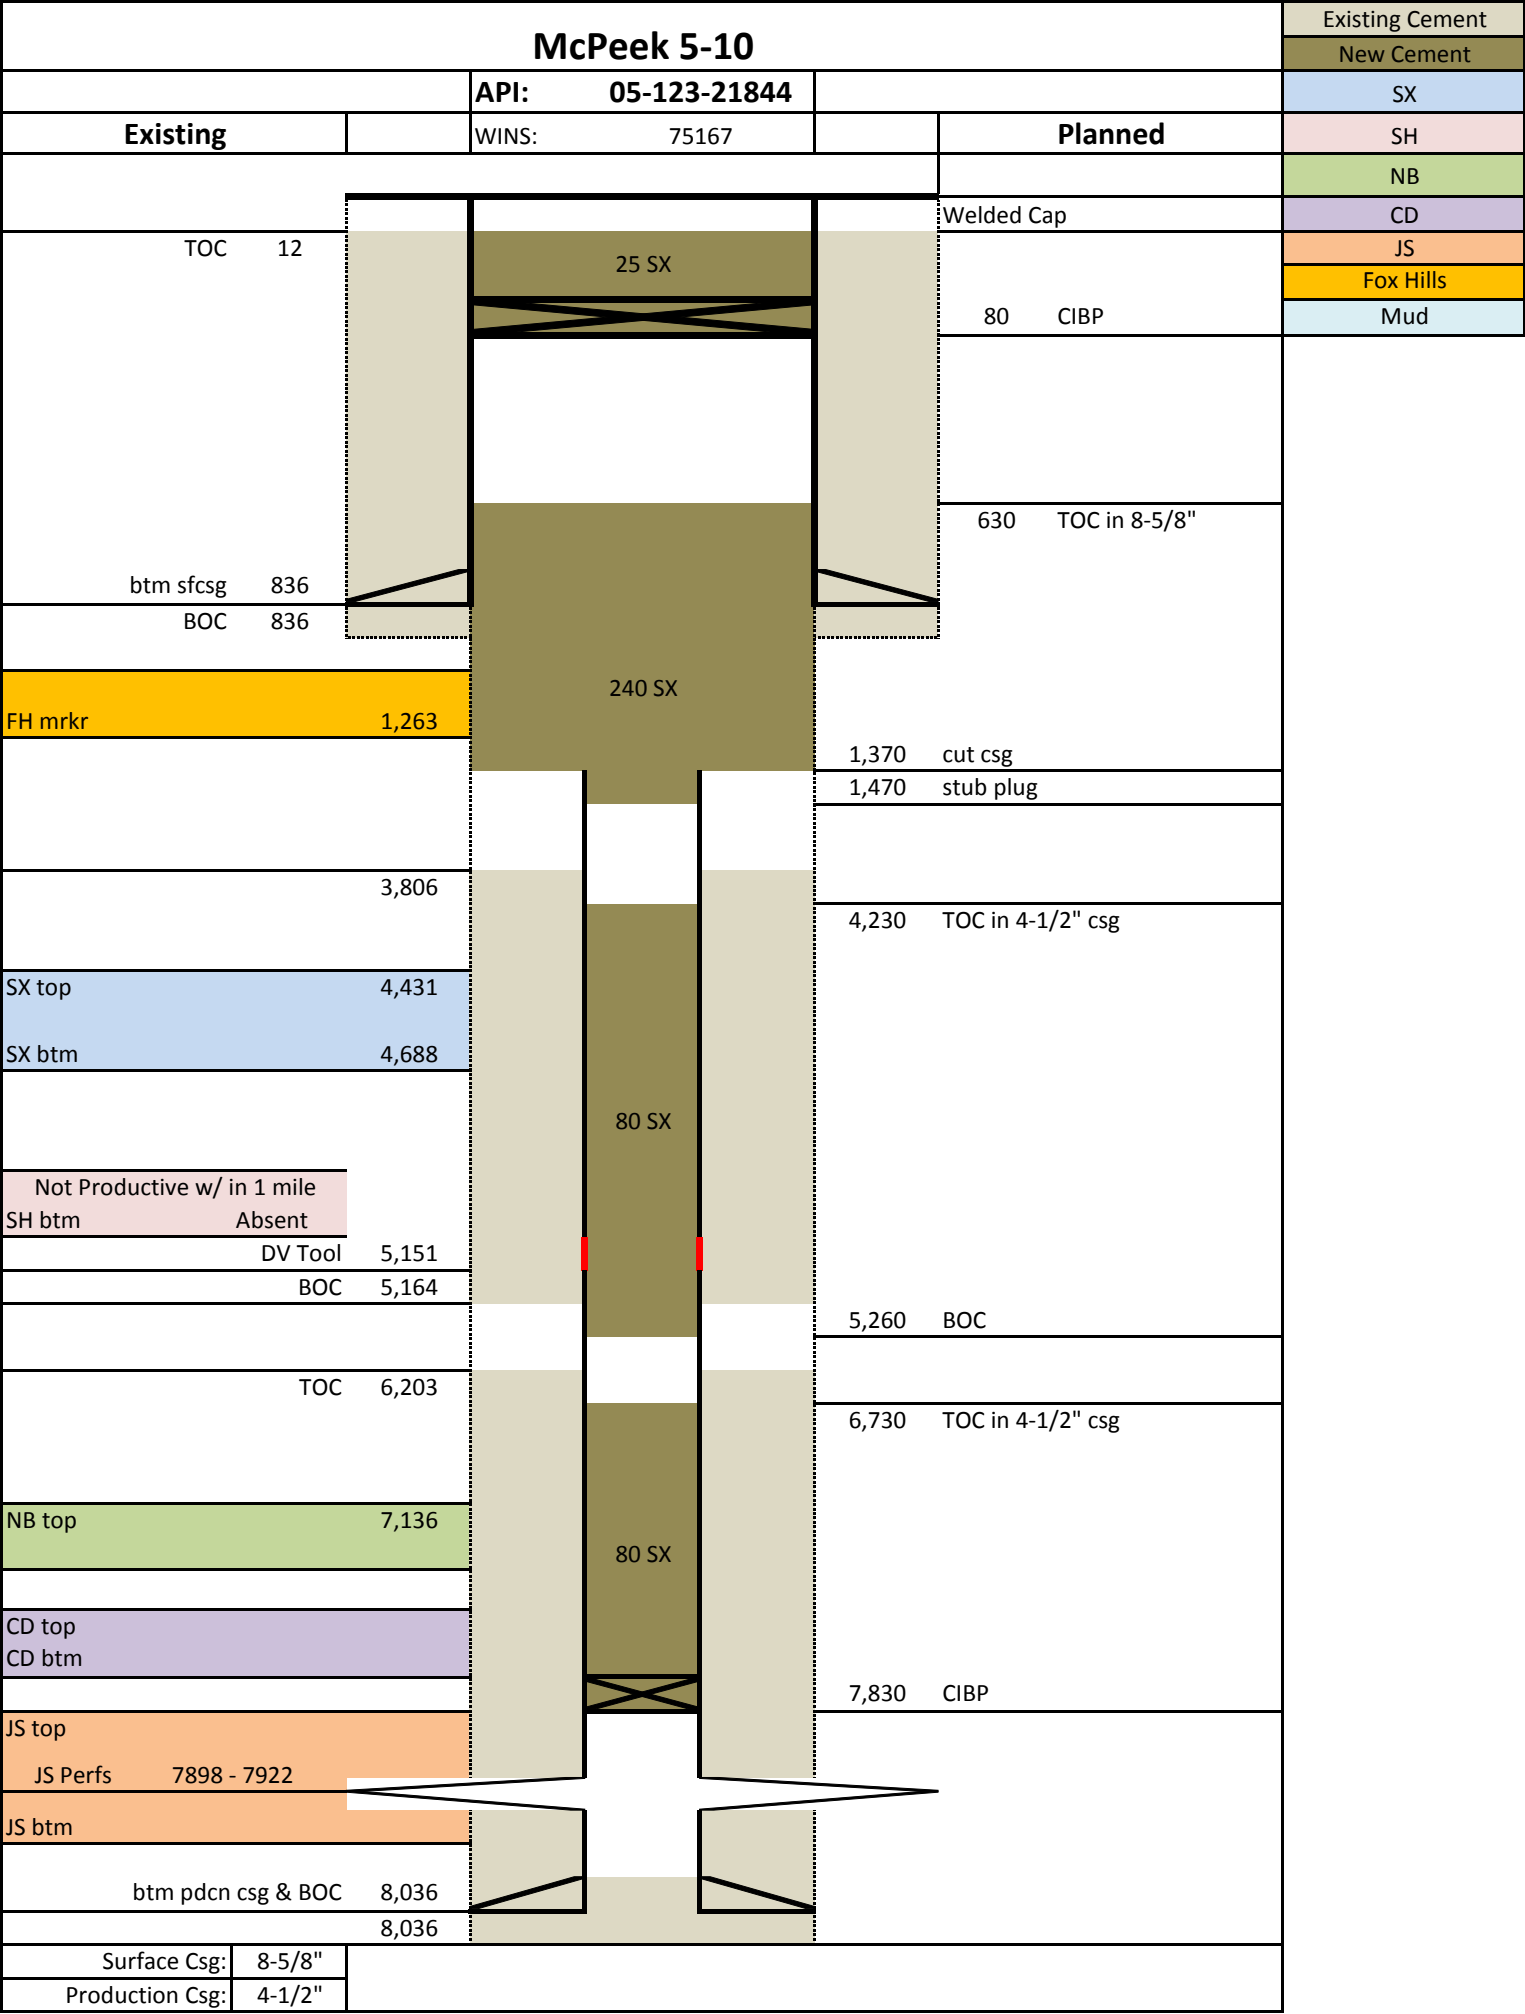 McPeek 5-10
Existing Cement
New Cement
API: 05-123-21844
SX
Existing
WINS: 75167
Planned
SH
NB
Welded Cap
CD
TOC 12
JS
25 SX
Fox Hills
80 CIBP
Mud
630 TOC in 8-5/8"
btm sfcsg 836
BOC 836
240 SX
FH mrkr 1,263
1,370 cut csg
1,470 stub plug
3,806
4,230 TOC in 4-1/2" csg
SX top 4,431
SX btm 4,688
80 SX
Not Productive w/ in 1 mile
SH btm Absent
DV Tool 5,151
BOC 5,164
5,260 BOC
TOC 6,203
6,730 TOC in 4-1/2" csg
NB top 7,136
80 SX
CD top
CD btm
7,830 CIBP
JS top
JS Perfs 7898 - 7922
JS btm
btm pdcn csg & BOC 8,036
8,036
Surface Csg: 8-5/8"
Production Csg: 4-1/2"